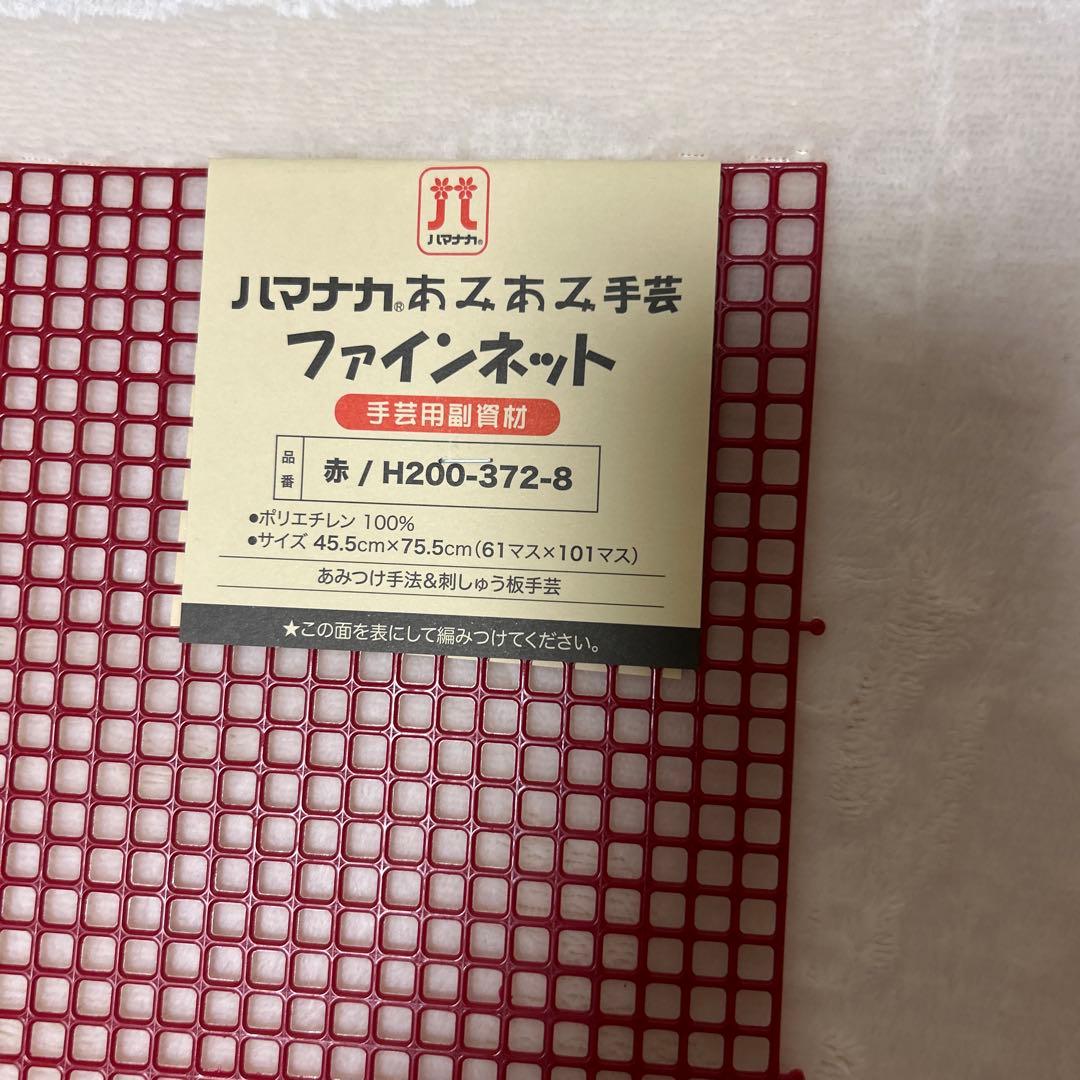 ハマナカ®
ハマナカ®あみあみ手芸
ファインネット
手芸用副資材
品番 赤 / H200-372-8
●ポリエチレン 100%
●サイズ 45.5cm×75.5cm(61マス×101マス)
あみつけ手法&刺しゅう板手芸
★この面を表にして編みつけてください。